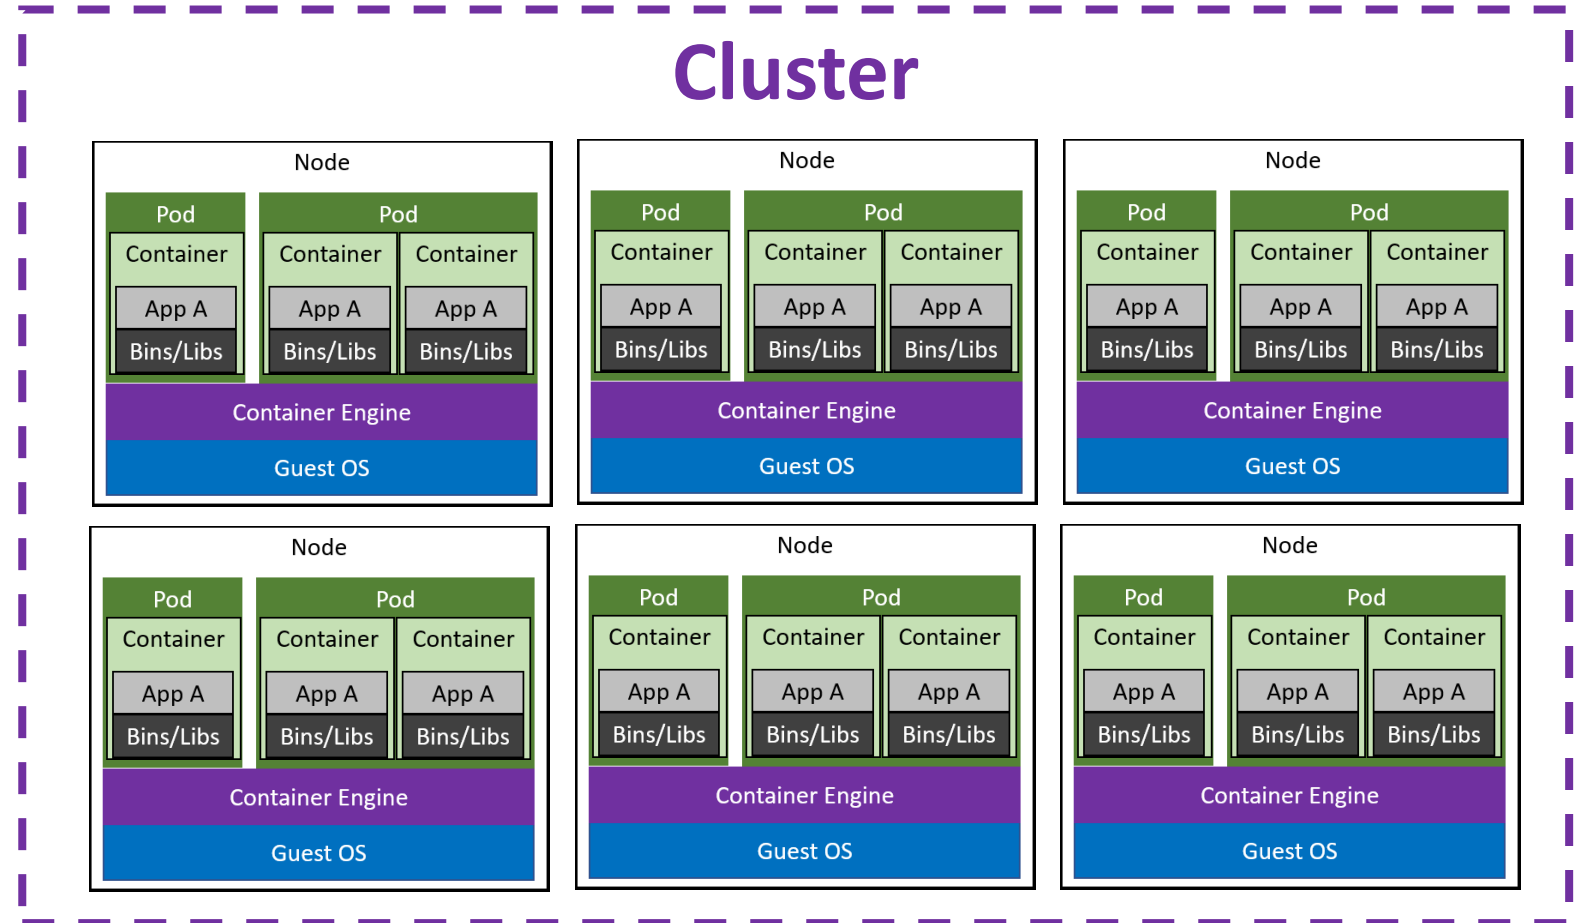 Cluster
Node
Pod Pod
Container Container Container
App A App A App A
Bins/Libs Bins/Libs Bins/Libs
Container Engine
Guest OS
Node
Pod Pod
Container Container Container
App A App A App A
Bins/Libs Bins/Libs Bins/Libs
Container Engine
Guest OS
Node
Pod Pod
Container Container Container
App A App A App A
Bins/Libs Bins/Libs Bins/Libs
Container Engine
Guest OS
Node
Pod Pod
Container Container Container
App A App A App A
Bins/Libs Bins/Libs Bins/Libs
Container Engine
Guest OS
Node
Pod Pod
Container Container Container
App A App A App A
Bins/Libs Bins/Libs Bins/Libs
Container Engine
Guest OS
Node
Pod Pod
Container Container Container
App A App A App A
Bins/Libs Bins/Libs Bins/Libs
Container Engine
Guest OS